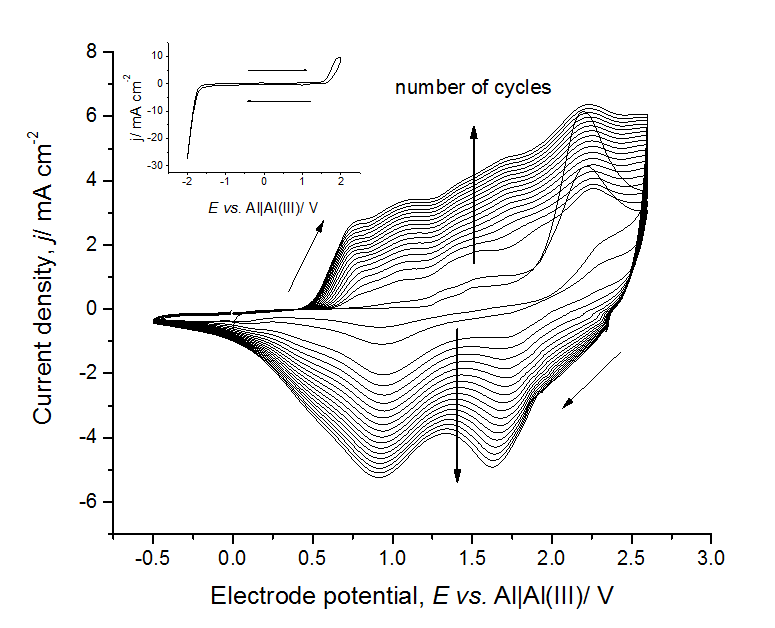 8
6
4
2
0
-2
-4
-6
Current density, j/ mA cm-2
-0.5 0.0 0.5 1.0 1.5 2.0 2.5 3.0
Electrode potential, E vs. Al|Al(III)/ V
number of cycles
10
0
-10
-20
-30
j/ mA cm-2
-2 -1 0 1 2
E vs. Al|Al(III)/ V